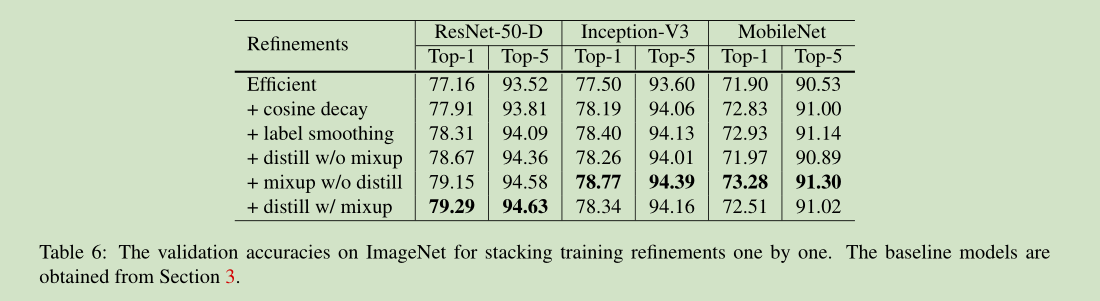 Refinements ResNet-50-D Inception-V3 MobileNet
Top-1 Top-5 Top-1 Top-5 Top-1 Top-5
Efficient 77.16 93.52 77.50 93.60 71.90 90.53
+ cosine decay 77.91 93.81 78.19 94.06 72.83 91.00
+ label smoothing 78.31 94.09 78.40 94.13 72.93 91.14
+ distill w/o mixup 78.67 94.36 78.26 94.01 71.97 90.89
+ mixup w/o distill 79.15 94.58 78.77 94.39 73.28 91.30
+ distill w/ mixup 79.29 94.63 78.34 94.16 72.51 91.02
Table 6: The validation accuracies on ImageNet for stacking training refinements one by one. The baseline models are
obtained from Section 3.